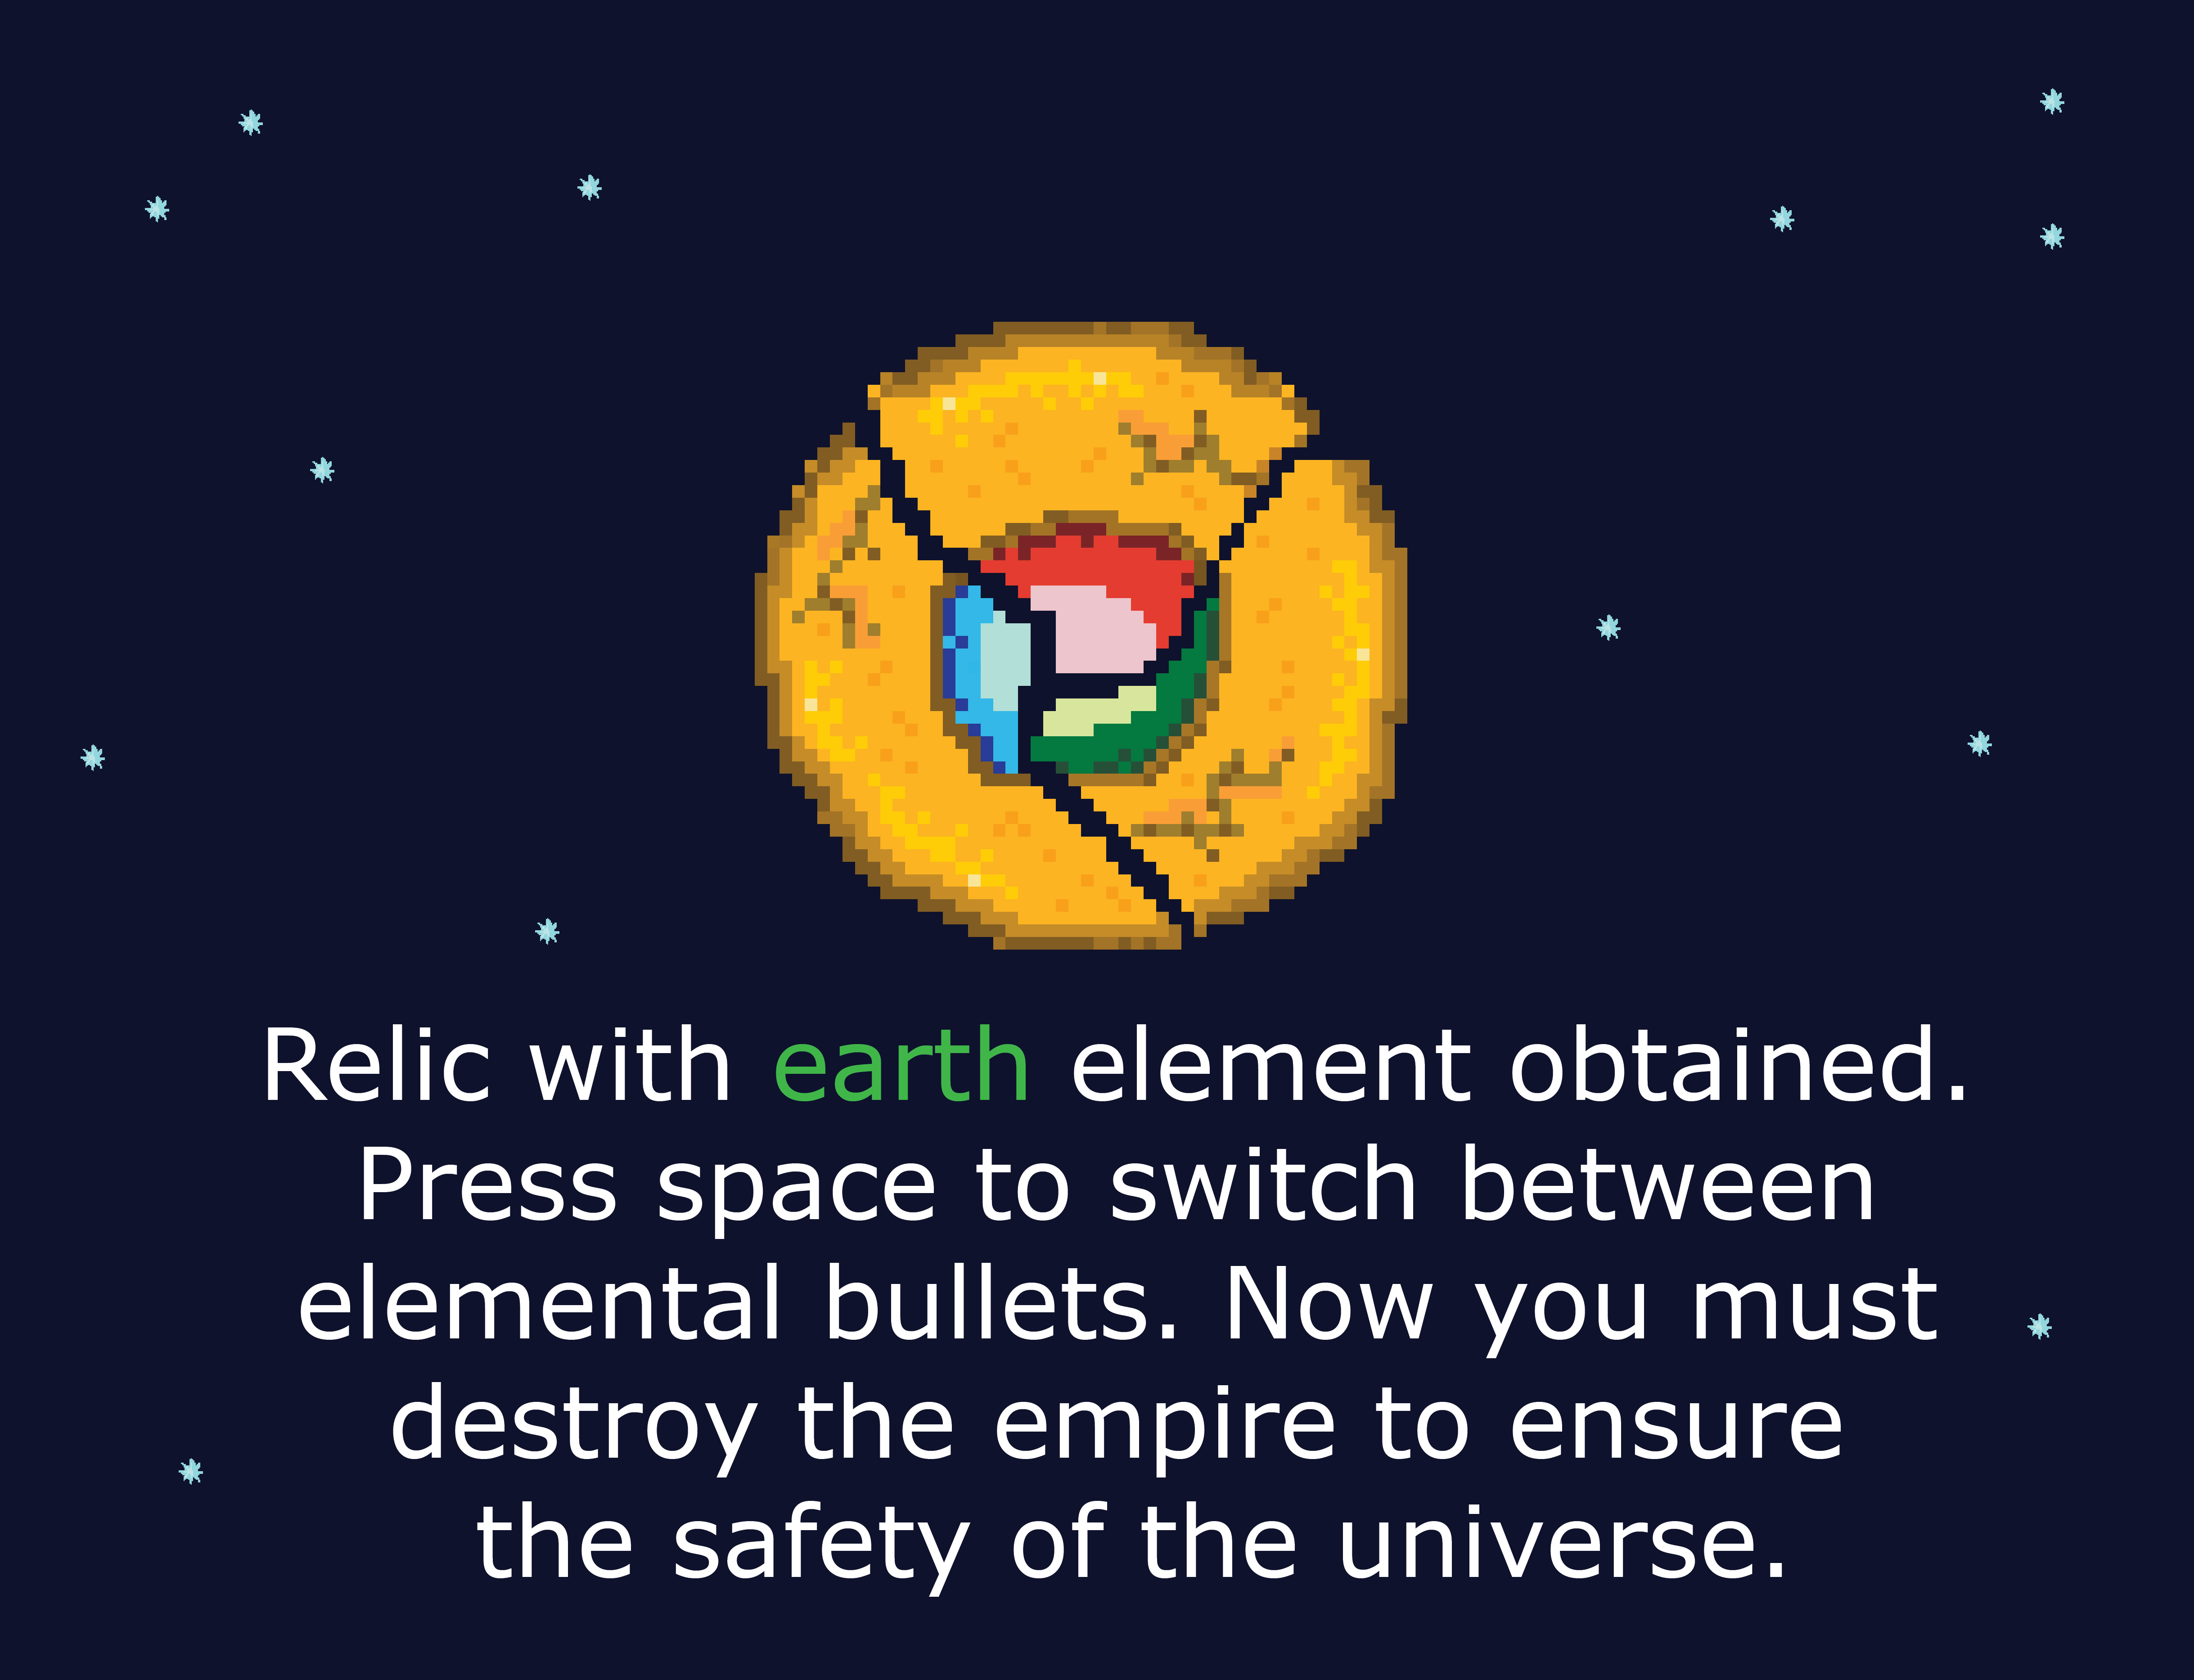 Relic with earth element obtained.
Press space to switch between
elemental bullets. Now you must
destroy the empire to ensure
the safety of the universe.